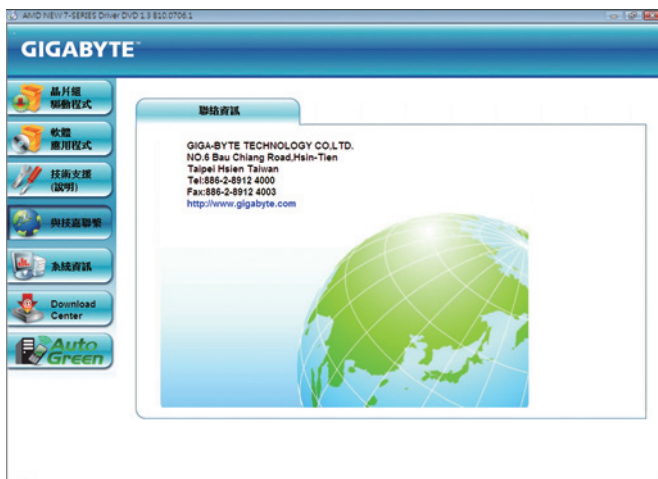 AMD NEW 7-SERIES Driver DVD 1.3 B10.0706.1
GIGABYTE™
晶片組
驅動程式
軟體
應用程式
技術支援
(說明)
與技嘉聯繫
系統資訊
Download
Center
Auto
Green
聯絡資訊
GIGA-BYTE TECHNOLOGY CO,LTD.
NO.6 Bau Chiang Road,Hsin-Tien
Taipei Hsien Taiwan
Tel:886-2-8912 4000
Fax:886-2-8912 4003
http://www.gigabyte.com